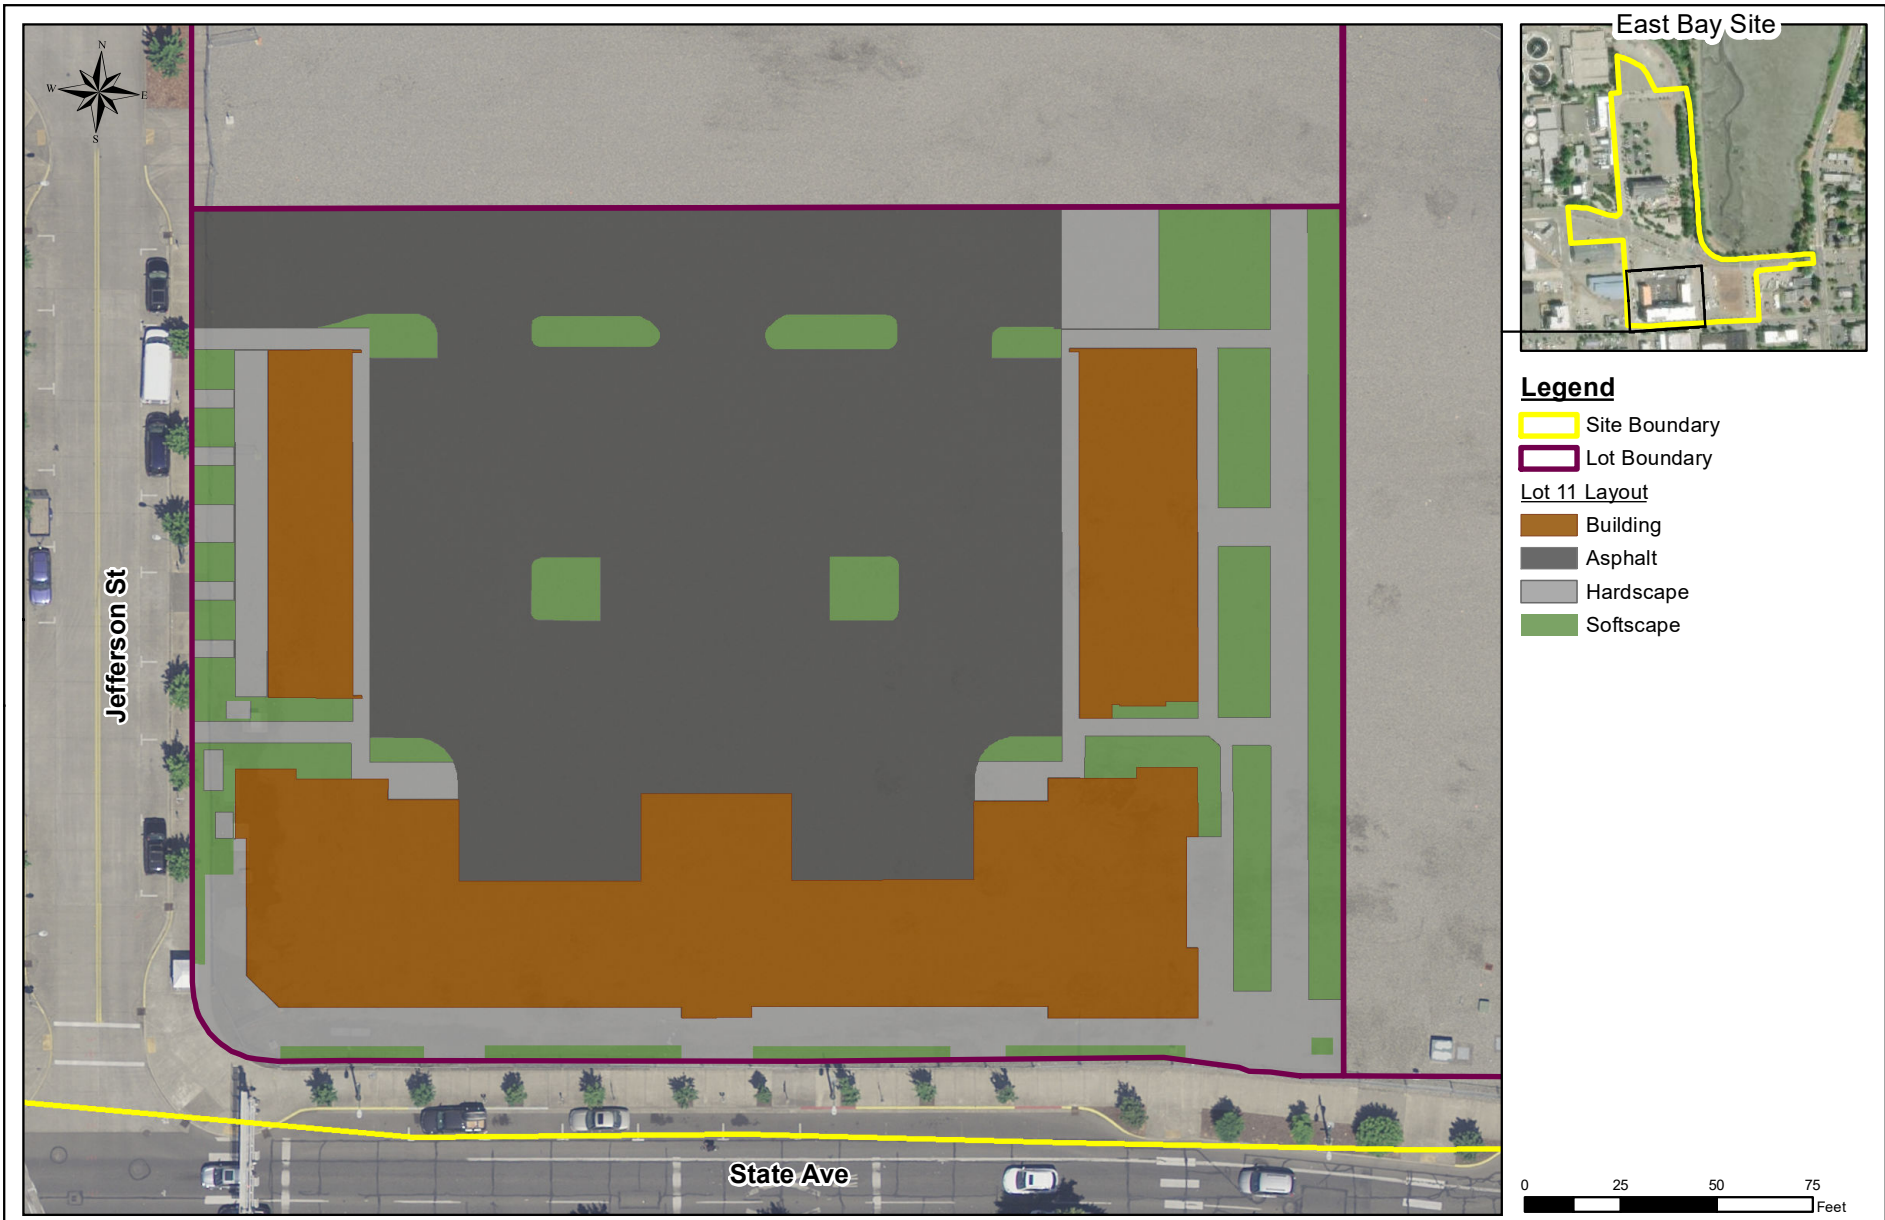 East Bay Site
N
W
E
S
Legend
Site Boundary
Lot Boundary
Lot 11 Layout
Building
Asphalt
Hardscape
Softscape
Jefferson St
State Ave
0 25 50 75
Feet